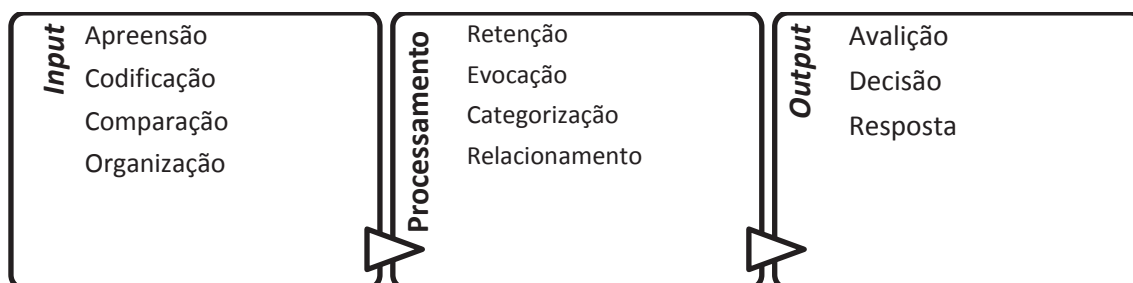 Input
Apreensão
Codificação
Comparação
Organização
Processamento
Retenção
Evocação
Categorização
Relacionamento
Output
Avalição
Decisão
Resposta